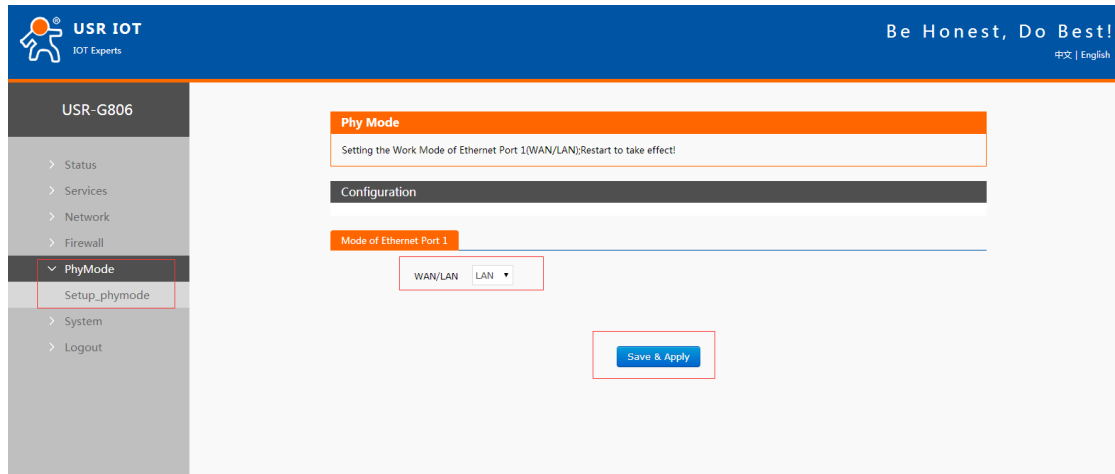 USR IOT
IOT Experts
®
Be Honest, Do Best!
中文 | English
USR-G806
Status
Services
Network
Firewall
PhyMode
Setup_phymode
System
Logout
Phy Mode
Setting the Work Mode of Ethernet Port 1(WAN/LAN);Restart to take effect!
Configuration
Mode of Ethernet Port 1
WAN/LAN LAN
Save & Apply